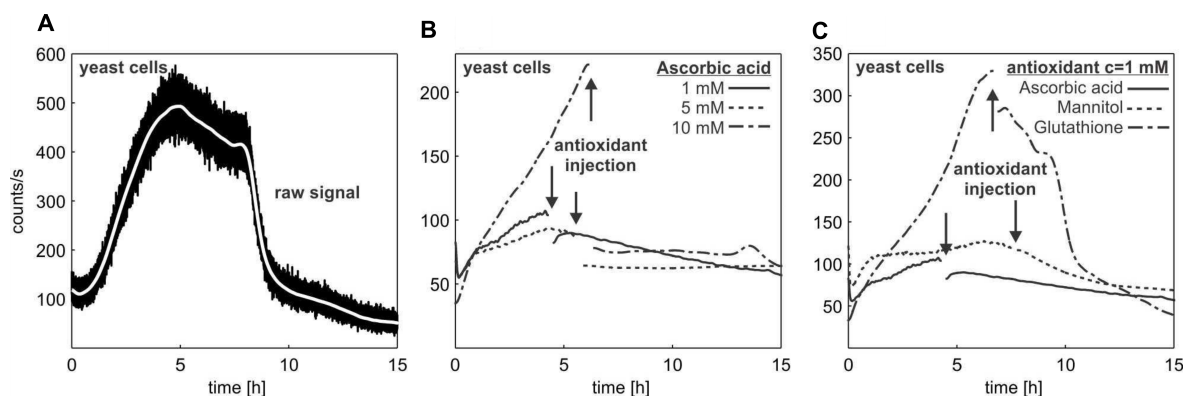 A
600
500
400
300
200
100
counts/s
yeast cells
raw signal
0
5
10
15
time [h]
B
200
150
100
50
yeast cells
Ascorbic acid
1 mM
5 mM
10 mM
antioxidant
injection
0
5
10
15
time [h]
C
350
300
250
200
150
100
50
yeast cells
antioxidant c=1 mM
Ascorbic acid
Mannitol
Glutathione
antioxidant
injection
0
5
10
15
time [h]